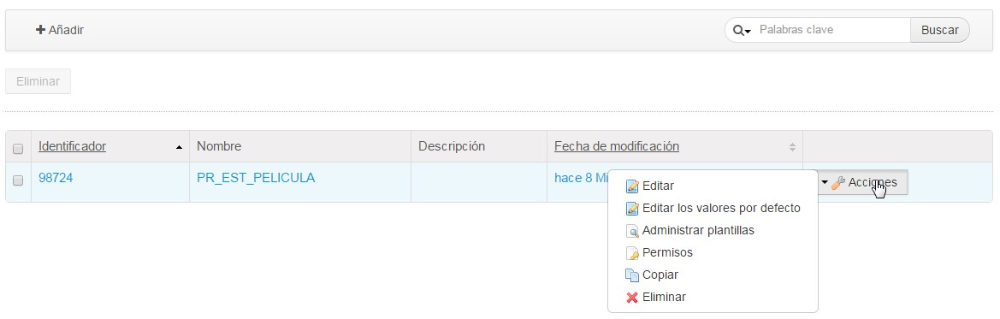 Añadir
Palabras clave
Buscar
Eliminar
Identificador Nombre Descripción Fecha de modificación
98724 PR_EST_PELICULA hace 8 Mi Acciones
Editar
Editar los valores por defecto
Administrar plantillas
Permisos
Copiar
Eliminar